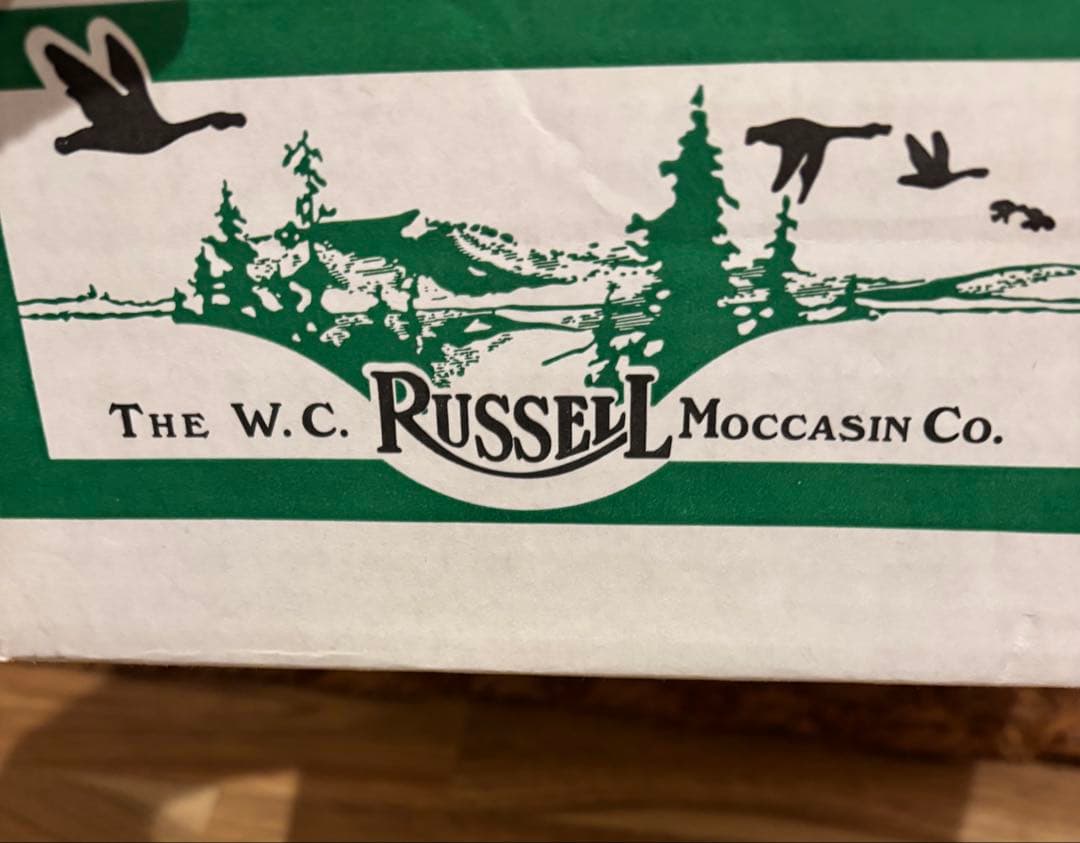 THE W.C. RUSSELL MOCCASIN CO.